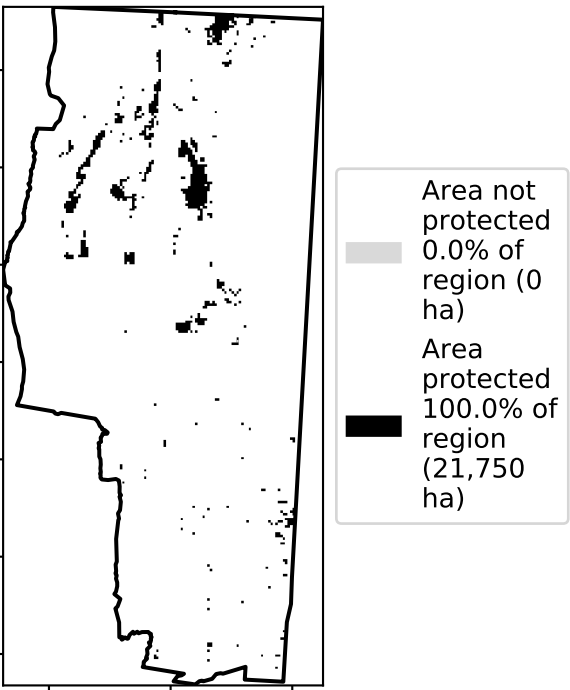 Area not
protected
0.0% of
region (0
ha)
Area
protected
100.0% of
region
(21,750
ha)